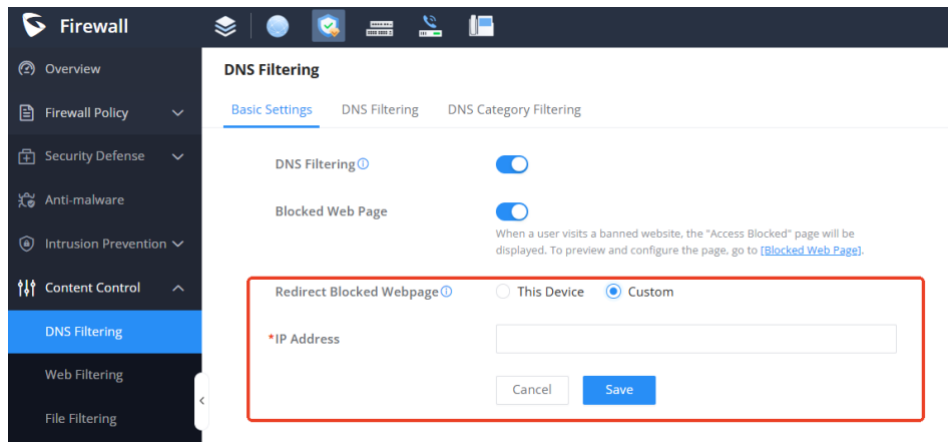 Firewall
Overview
Firewall Policy
Security Defense
Anti-malware
Intrusion Prevention
Content Control
DNS Filtering
Web Filtering
File Filtering
DNS Filtering
Basic Settings DNS Filtering DNS Category Filtering
DNS Filtering
Blocked Web Page
When a user visits a banned website, the "Access Blocked" page will be
displayed. To preview and configure the page, go to [Blocked Web Page].
Redirect Blocked Webpage This Device Custom
*IP Address
Cancel Save